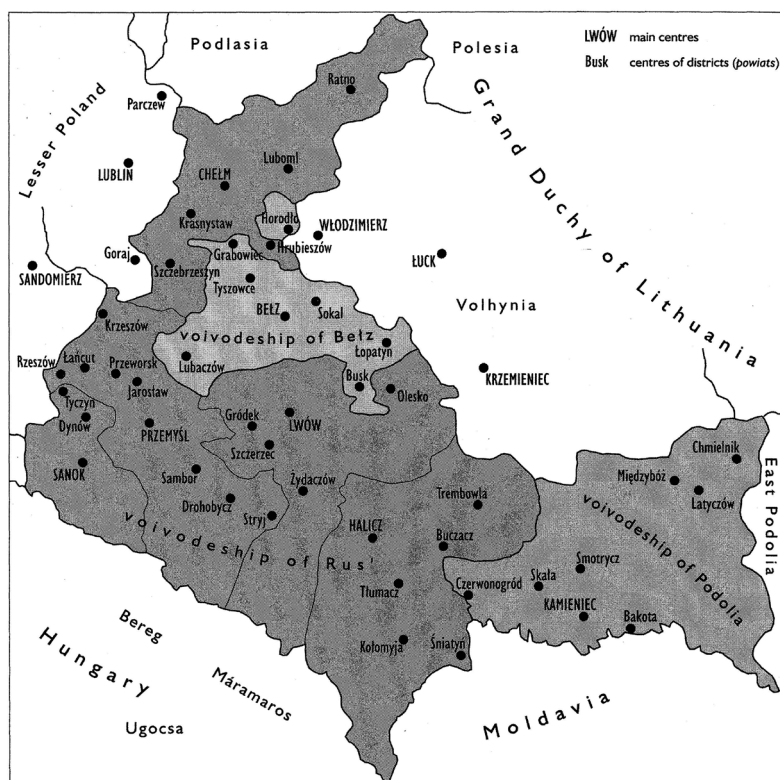 LWÓW main centres
Busk centres of districts (powiats)
Podlasia
Polesia
Ratno
Parczew
Lesser Poland
Grand Duchy of Lithuania
LUBLIN
CHEŁM
Luboml
Krasnystaw
Horodło
WŁODZIMIERZ
Hrubieszów
Grabowiec
Goraj
Szczebrzeszyn
SANDOMIERZ
ŁUCK
Tyszowce
BEŁZ
Sokal
Volhynia
voivodeship of Bełz
Krzeszów
Łopatyn
Lubaczów
Rzeszów
Łańcut
Przeworsk
Jarosław
Busk
Olesko
KRZEMIENIEC
Tyczyn
Dynów
PRZEMYŚL
Gródek
LWÓW
Szczerzec
Chmielnik
SANOK
Sambor
Żydaczów
Międzybóż
Latyczów
East Podolia
Drohobycz
Stryj
Trembowla
voivodeship of Rus'
HALICZ
Buczacz
voivodeship of Podolia
Smotrycz
Skała
Czerwonogród
Tłumacz
KAMIENIEC
Bakota
Bereg
Kołomyja
Śniatyń
Hungary
Máramaros
Moldavia
Ugocsa